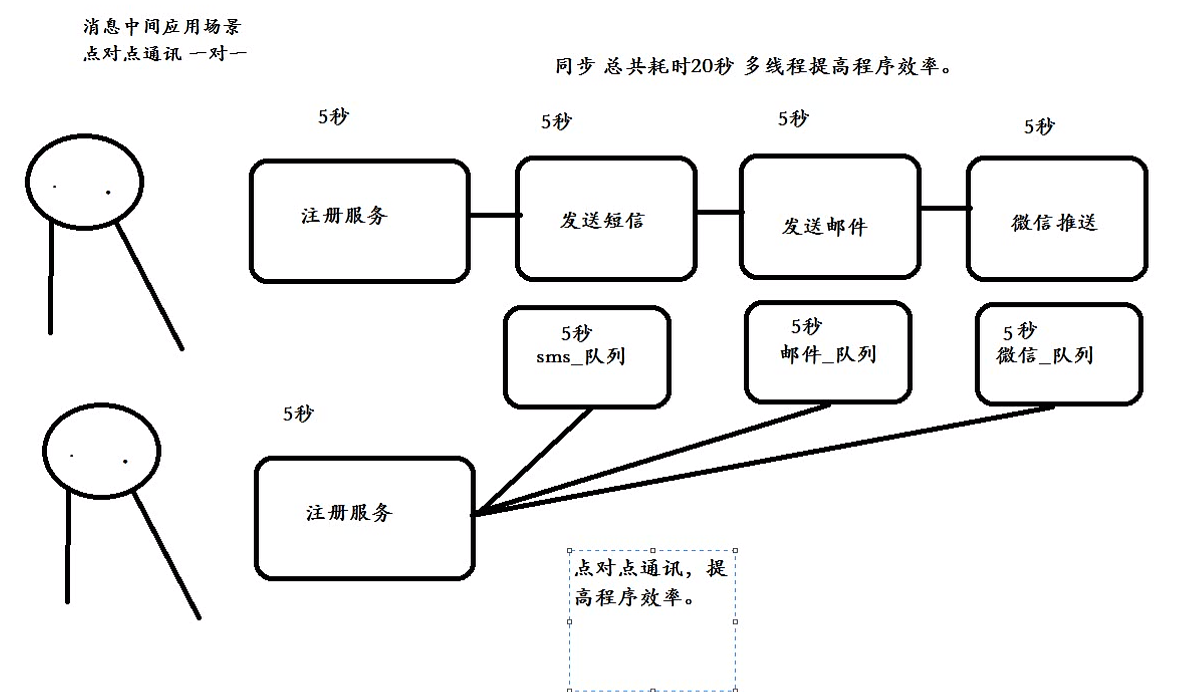 消息中间应用场景
点对点通讯 一对一
同步 总共耗时20秒 多线程提高程序效率。
5秒
5秒
5秒
5秒
注册服务
发送短信
发送邮件
微信推送
5秒
sms_队列
5秒
邮件_队列
5秒
微信_队列
5秒
注册服务
点对点通讯，提
高程序效率。